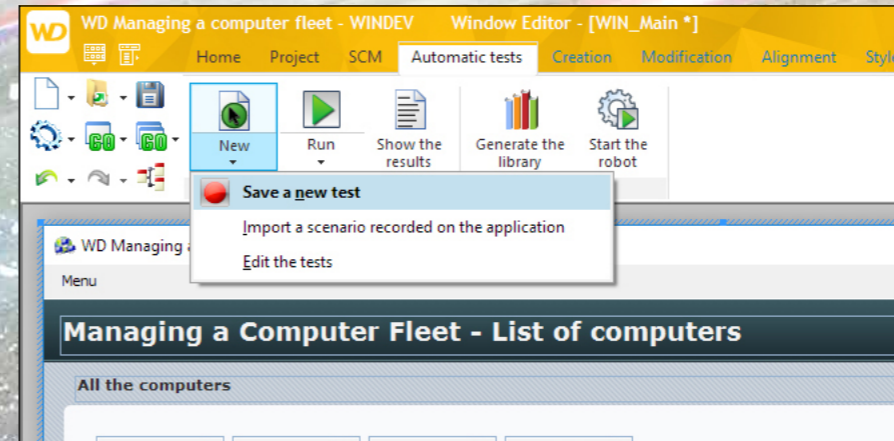 WD Managing a computer fleet - WINDEV Window Editor - [WIN_Main *]
WD
Home Project SCM Automatic tests Creation Modification Alignment Style
GO GO
New Run Show the results Generate the library Start the robot
Save a new test
Import a scenario recorded on the application
Edit the tests
WD Managing a
Menu
Managing a Computer Fleet - List of computers
All the computers